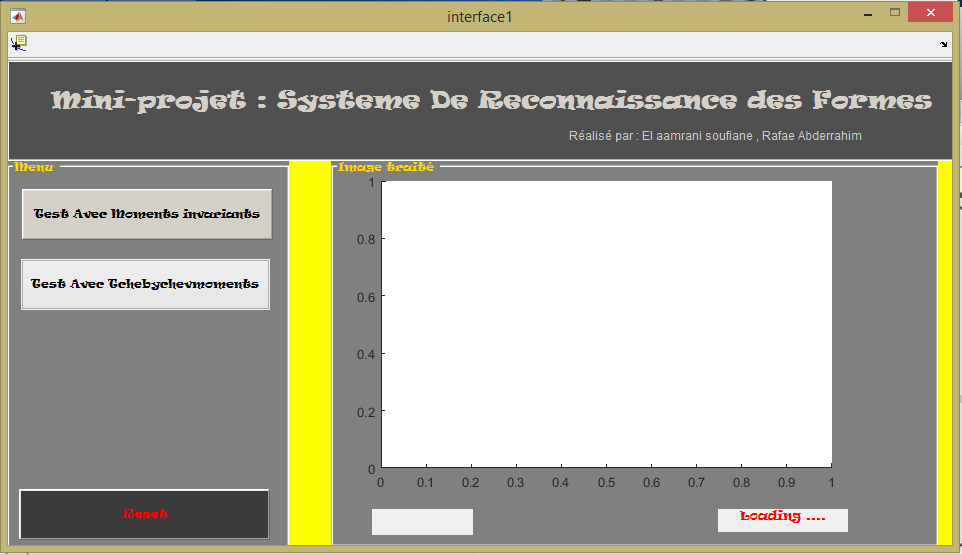 interface1
Mini-projet : Systeme De Reconnaissance des Formes
Réalisé par : El aamrani soufiane , Rafae Abderrahim
Menu
Test Avec Moments invariants
Test Avec Tchebychevmoments
Reset
Image traité
1
0.8
0.6
0.4
0.2
0
0 0.1 0.2 0.3 0.4 0.5 0.6 0.7 0.8 0.9 1
Loading ....